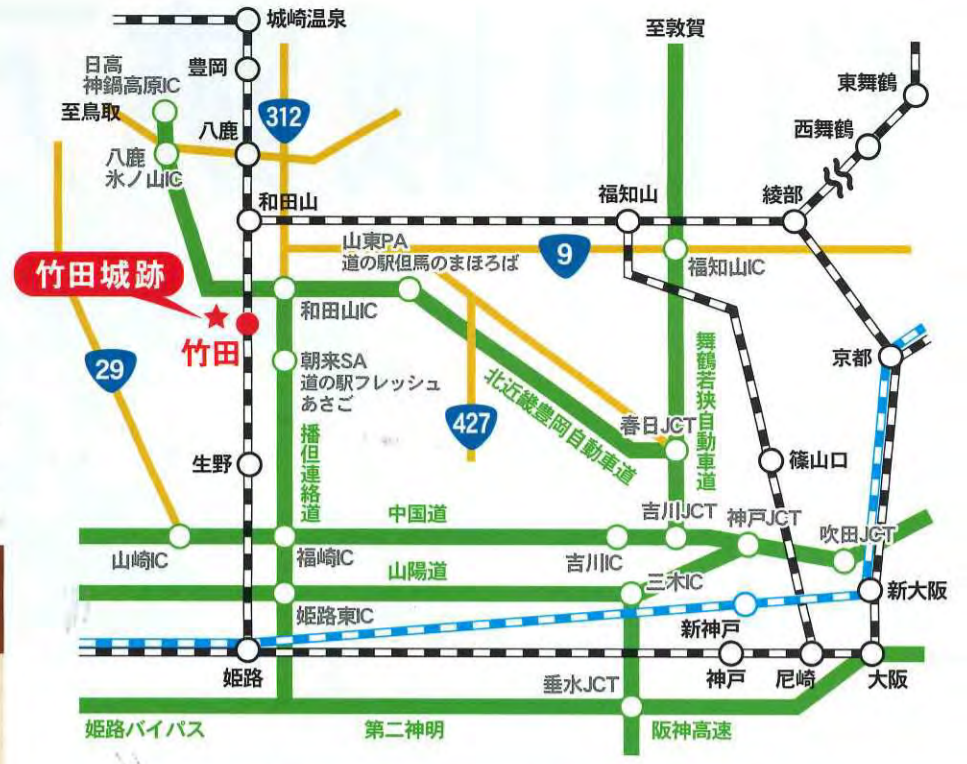 城崎温泉
至敦賀
日高
神鍋高原IC
豊岡
東舞鶴
至鳥取
312
八鹿
西舞鶴
八鹿
氷ノ山IC
和田山
福知山
綾部
山東PA
道の駅但馬のまほろば
9
福知山IC
竹田城跡
和田山IC
竹田
京都
29
朝来SA
道の駅フレッシュ
あさご
舞鶴若狭自動車道
北近畿豊岡自動車道
427
春日JCT
播但連絡道
生野
篠山口
中国道
吉川JCT
神戸JCT
吹田JCT
山崎IC
福崎IC
吉川IC
山陽道
三木IC
新大阪
姫路東IC
新神戸
姫路
垂水JCT
神戸
尼崎
大阪
姫路バイパス
第二神明
阪神高速